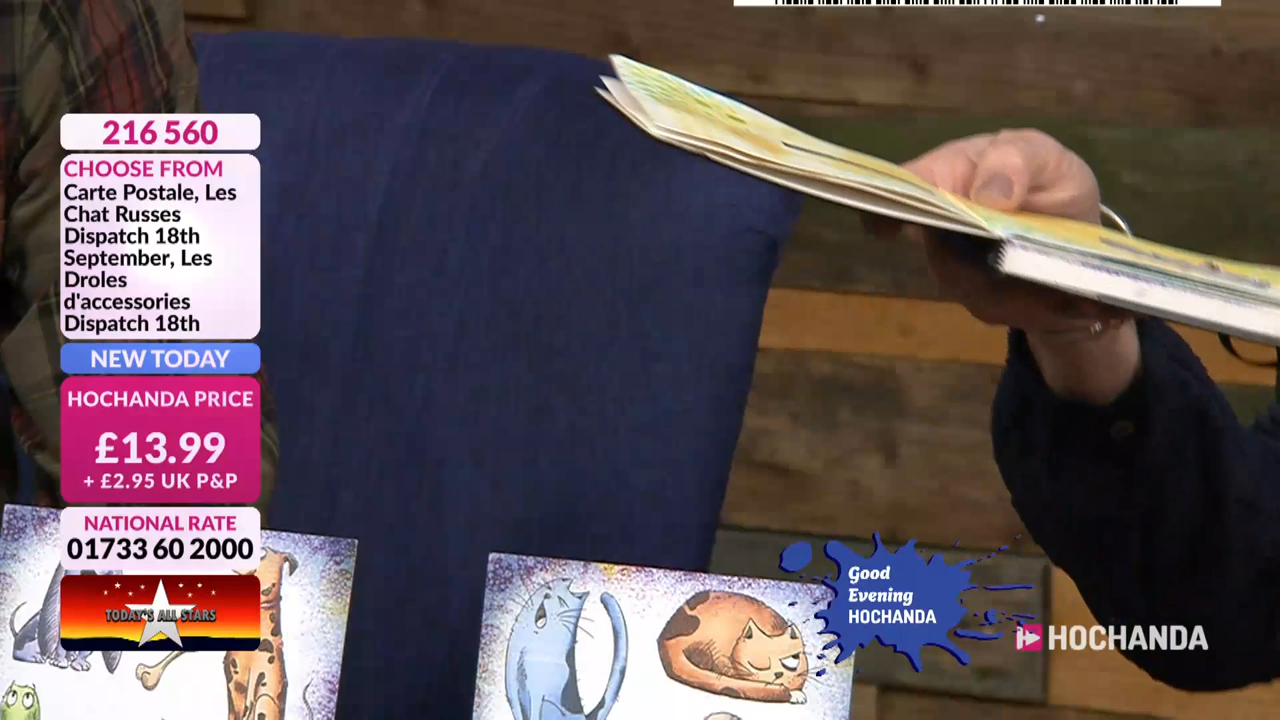 216 560
CHOOSE FROM
Carte Postale, Les
Chat Russes
Dispatch 18th
September, Les
Droles
d'accessories
Dispatch 18th
NEW TODAY
HOCHANDA PRICE
£13.99
+ £2.95 UK P&P
NATIONAL RATE
01733 60 2000
TODAY'S ALL STARS
Good
Evening
HOCHANDA
HOCHANDA